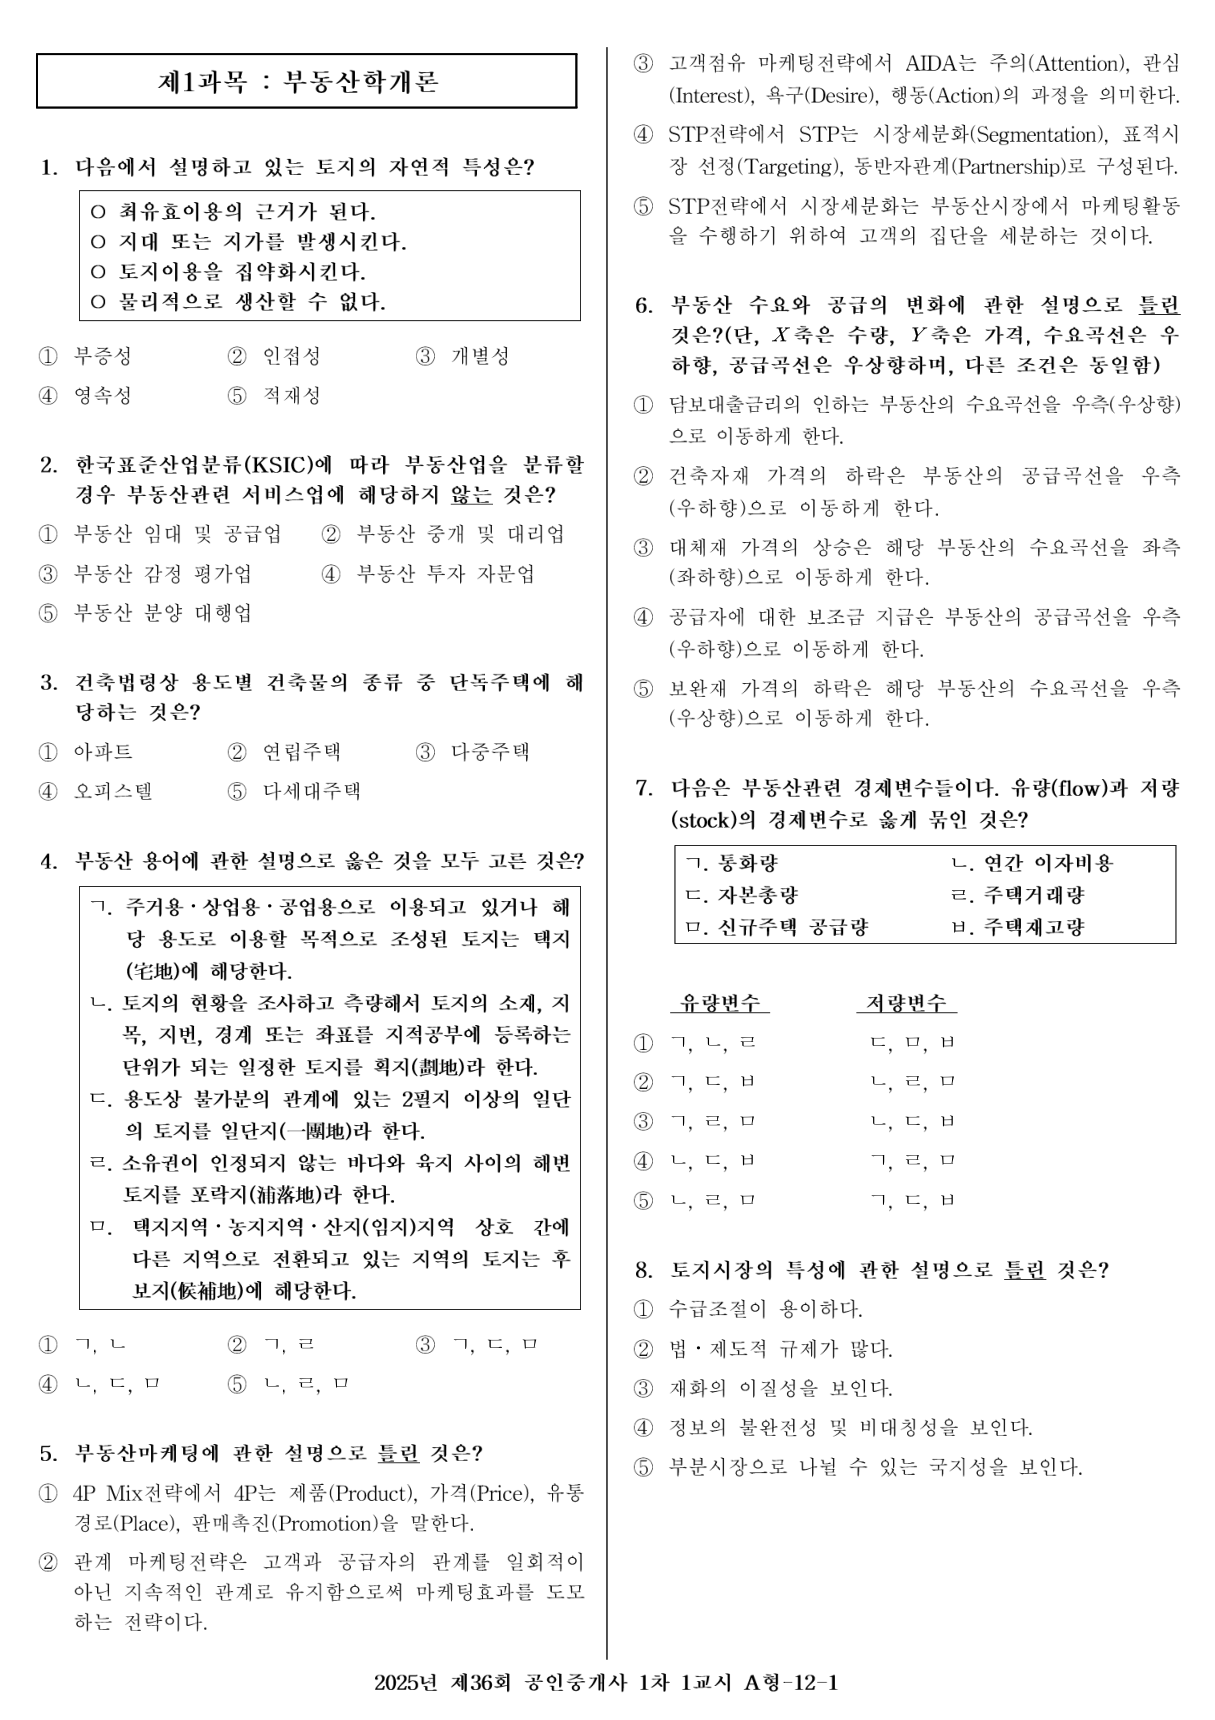 제1과목 : 부동산학개론
1. 다음에서 설명하고 있는 토지의 자연적 특성은?
○ 최유효이용의 근거가 된다.
○ 지대 또는 지가를 발생시킨다.
○ 토지이용을 집약화시킨다.
○ 물리적으로 생산할 수 없다.
① 부증성 ② 인접성 ③ 개별성
④ 영속성 ⑤ 적재성
2. 한국표준산업분류(KSIC)에 따라 부동산업을 분류할
경우 부동산관련 서비스업에 해당하지 않는 것은?
① 부동산 임대 및 공급업 ② 부동산 중개 및 대리업
③ 부동산 감정 평가업 ④ 부동산 투자 자문업
⑤ 부동산 분양 대행업
3. 건축법령상 용도별 건축물의 종류 중 단독주택에 해
당하는 것은?
① 아파트 ② 연립주택 ③ 다중주택
④ 오피스텔 ⑤ 다세대주택
4. 부동산 용어에 관한 설명으로 옳은 것을 모두 고른 것은?
ㄱ. 주거용·상업용·공업용으로 이용되고 있거나 해
당 용도로 이용할 목적으로 조성된 토지는 택지
(宅地)에 해당한다.
ㄴ. 토지의 현황을 조사하고 측량해서 토지의 소재, 지
목, 지번, 경계 또는 좌표를 지적공부에 등록하는
단위가 되는 일정한 토지를 획지(劃地)라 한다.
ㄷ. 용도상 불가분의 관계에 있는 2필지 이상의 일단
의 토지를 일단지(一團地)라 한다.
ㄹ. 소유권이 인정되지 않는 바다와 육지 사이의 해변
토지를 포락지(浦落地)라 한다.
ㅁ. 택지지역·농지지역·산지(임지)지역 상호 간에
다른 지역으로 전환되고 있는 지역의 토지는 후
보지(候補地)에 해당한다.
① ㄱ, ㄴ ② ㄱ, ㄹ ③ ㄱ, ㄷ, ㅁ
④ ㄴ, ㄷ, ㅁ ⑤ ㄴ, ㄹ, ㅁ
5. 부동산마케팅에 관한 설명으로 틀린 것은?
① 4P Mix전략에서 4P는 제품(Product), 가격(Price), 유통
경로(Place), 판매촉진(Promotion)을 말한다.
② 관계 마케팅전략은 고객과 공급자의 관계를 일회적이
아닌 지속적인 관계로 유지함으로써 마케팅효과를 도모
하는 전략이다.
③ 고객점유 마케팅전략에서 AIDA는 주의(Attention), 관심
(Interest), 욕구(Desire), 행동(Action)의 과정을 의미한다.
④ STP전략에서 STP는 시장세분화(Segmentation), 표적시
장 선정(Targeting), 동반자관계(Partnership)로 구성된다.
⑤ STP전략에서 시장세분화는 부동산시장에서 마케팅활동
을 수행하기 위하여 고객의 집단을 세분하는 것이다.
6. 부동산 수요와 공급의 변화에 관한 설명으로 틀린
것은?(단, X축은 수량, Y축은 가격, 수요곡선은 우
하향, 공급곡선은 우상향하며, 다른 조건은 동일함)
① 담보대출금리의 인하는 부동산의 수요곡선을 우측(우상향)
으로 이동하게 한다.
② 건축자재 가격의 하락은 부동산의 공급곡선을 우측
(우하향)으로 이동하게 한다.
③ 대체재 가격의 상승은 해당 부동산의 수요곡선을 좌측
(좌하향)으로 이동하게 한다.
④ 공급자에 대한 보조금 지급은 부동산의 공급곡선을 우측
(우하향)으로 이동하게 한다.
⑤ 보완재 가격의 하락은 해당 부동산의 수요곡선을 우측
(우상향)으로 이동하게 한다.
7. 다음은 부동산관련 경제변수들이다. 유량(flow)과 저량
(stock)의 경제변수로 옳게 묶인 것은?
ㄱ. 통화량 ㄴ. 연간 이자비용
ㄷ. 자본총량 ㄹ. 주택거래량
ㅁ. 신규주택 공급량 ㅂ. 주택재고량
유량변수 저량변수
① ㄱ, ㄴ, ㄹ ㄷ, ㅁ, ㅂ
② ㄱ, ㄷ, ㅂ ㄴ, ㄹ, ㅁ
③ ㄱ, ㄹ, ㅁ ㄴ, ㄷ, ㅂ
④ ㄴ, ㄷ, ㅂ ㄱ, ㄹ, ㅁ
⑤ ㄴ, ㄹ, ㅁ ㄱ, ㄷ, ㅂ
8. 토지시장의 특성에 관한 설명으로 틀린 것은?
① 수급조절이 용이하다.
② 법·제도적 규제가 많다.
③ 재화의 이질성을 보인다.
④ 정보의 불완전성 및 비대칭성을 보인다.
⑤ 부분시장으로 나뉠 수 있는 국지성을 보인다.
2025년 제36회 공인중개사 1차 1교시 A형-12-1